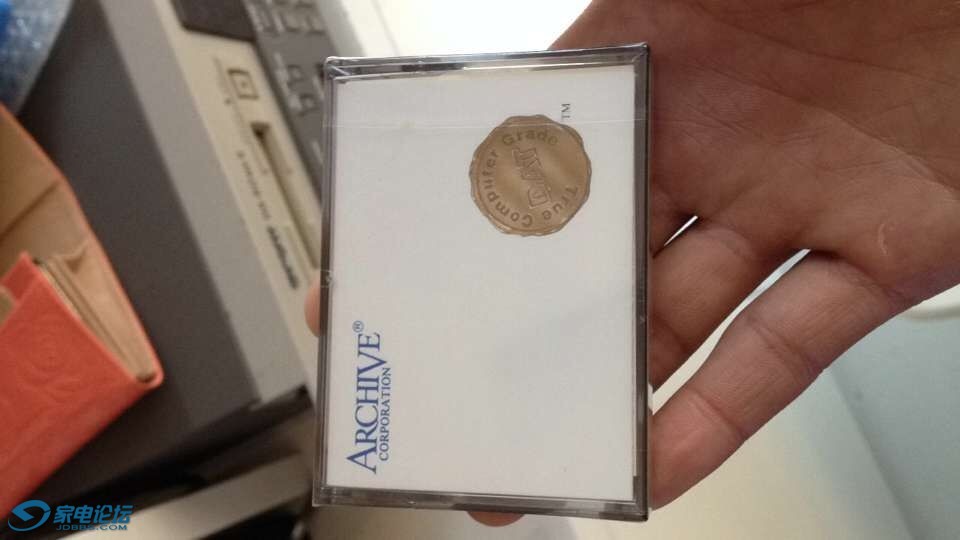 ARCHIVE®
CORPORATION
True Computer Grade
DAT
TM
家电论坛
JDBBS.COM